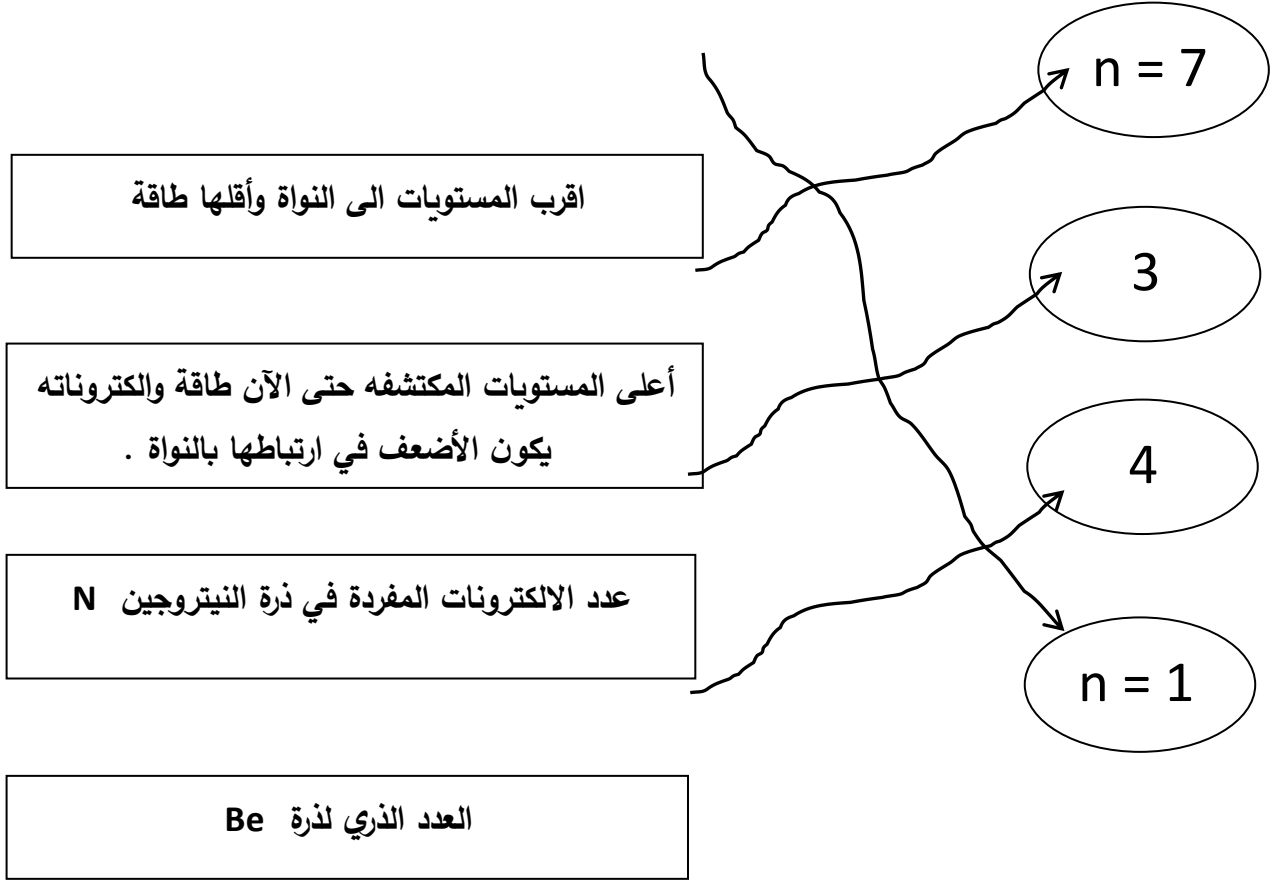 n = 7
اقرب المستويات الى النواة وأقلها طاقة
3
أعلى المستويات المكتشفه حتى الآن طاقة والكتروناته
يكون الأضعف في ارتباطها بالنواة .
4
عدد الالكترونات المفردة في ذرة النيتروجين N
n = 1
العدد الذري لذرة Be